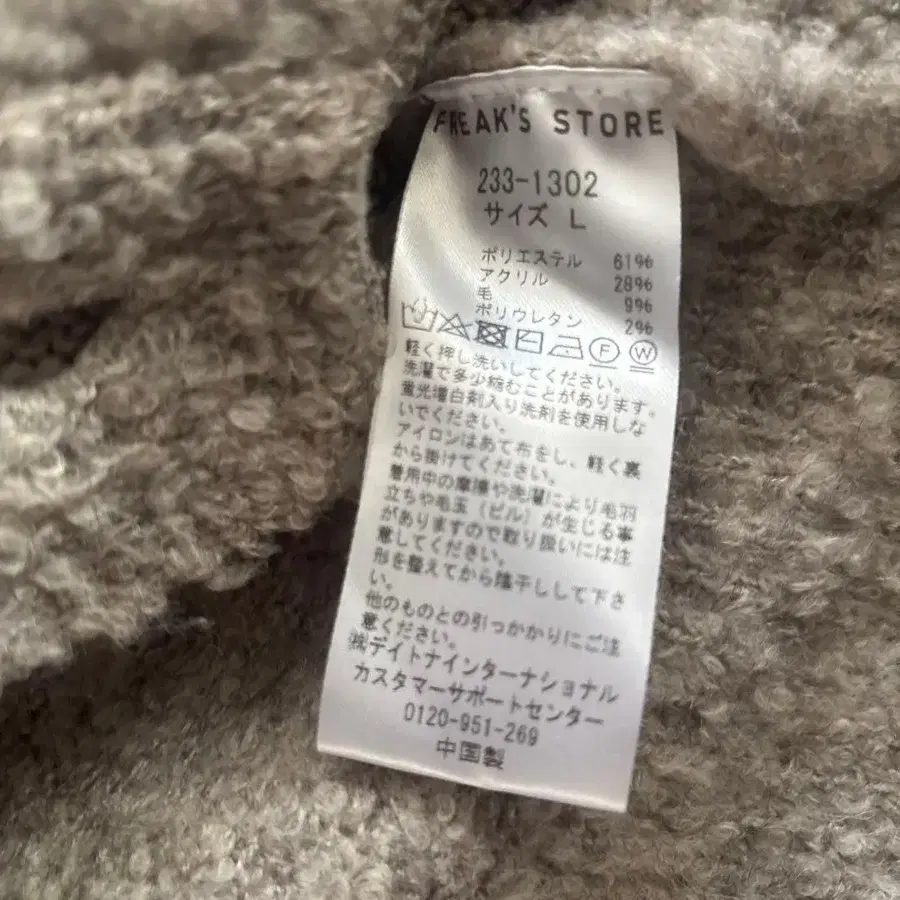 FREAK'S STORE
233-1302
サイズ L
ポリエステル 61%
アクリル 28%
毛 9%
ポリウレタン 2%
F W
軽く押し洗いしてください。
洗濯で多少縮むことがあります。
蛍光増白剤入り洗剤を使用しな
いでください。
アイロンはあて布をし、軽く裏
から掛けてください。
着用中の摩擦や洗濯により毛羽
立ちや毛玉（ピル）が生じる事
がありますので取り扱いには注
意してください。
形を整えてから陰干しして下さ
い。
他のものとの引っかかりにご注
意ください。
㈱デイトナインターナショナル
カスタマーサポートセンター
0120-951-269
中国製